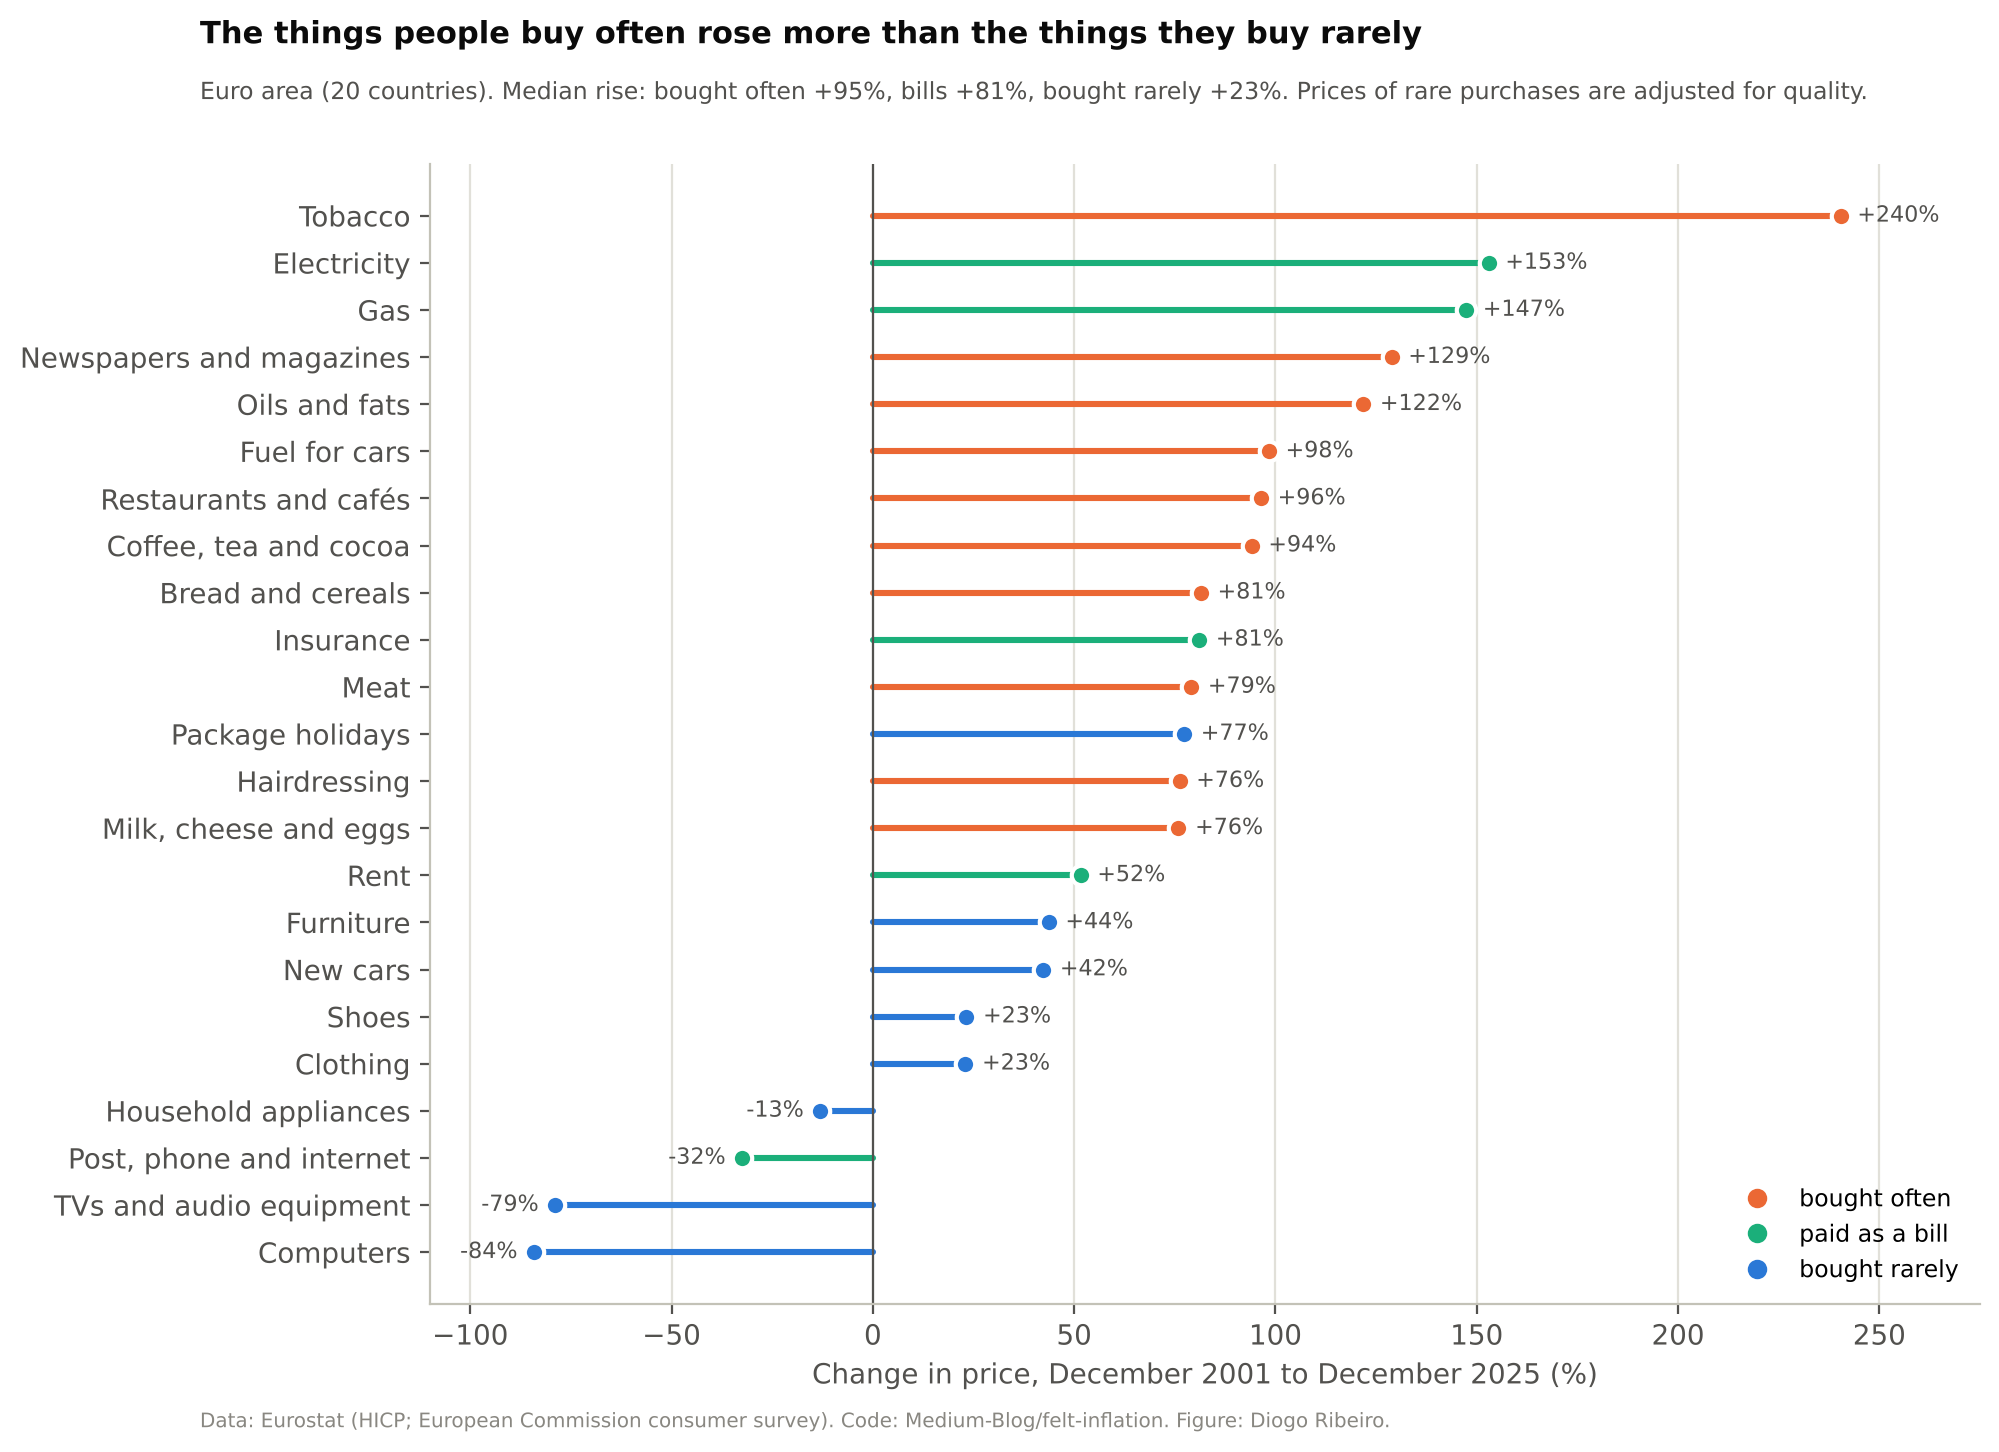 The things people buy often rose more than the things they buy rarely
Euro area (20 countries). Median rise: bought often +95%, bills +81%, bought rarely +23%. Prices of rare purchases are adjusted for quality.
Tobacco +240%
Electricity +153%
Gas +147%
Newspapers and magazines +129%
Oils and fats +122%
Fuel for cars +98%
Restaurants and cafés +96%
Coffee, tea and cocoa +94%
Bread and cereals +81%
Insurance +81%
Meat +79%
Package holidays +77%
Hairdressing +76%
Milk, cheese and eggs +76%
Rent +52%
Furniture +44%
New cars +42%
Shoes +23%
Clothing +23%
Household appliances -13%
Post, phone and internet -32%
TVs and audio equipment -79%
Computers -84%
bought often
paid as a bill
bought rarely
−100 −50 0 50 100 150 200 250
Change in price, December 2001 to December 2025 (%)
Data: Eurostat (HICP; European Commission consumer survey). Code: Medium-Blog/felt-inflation. Figure: Diogo Ribeiro.